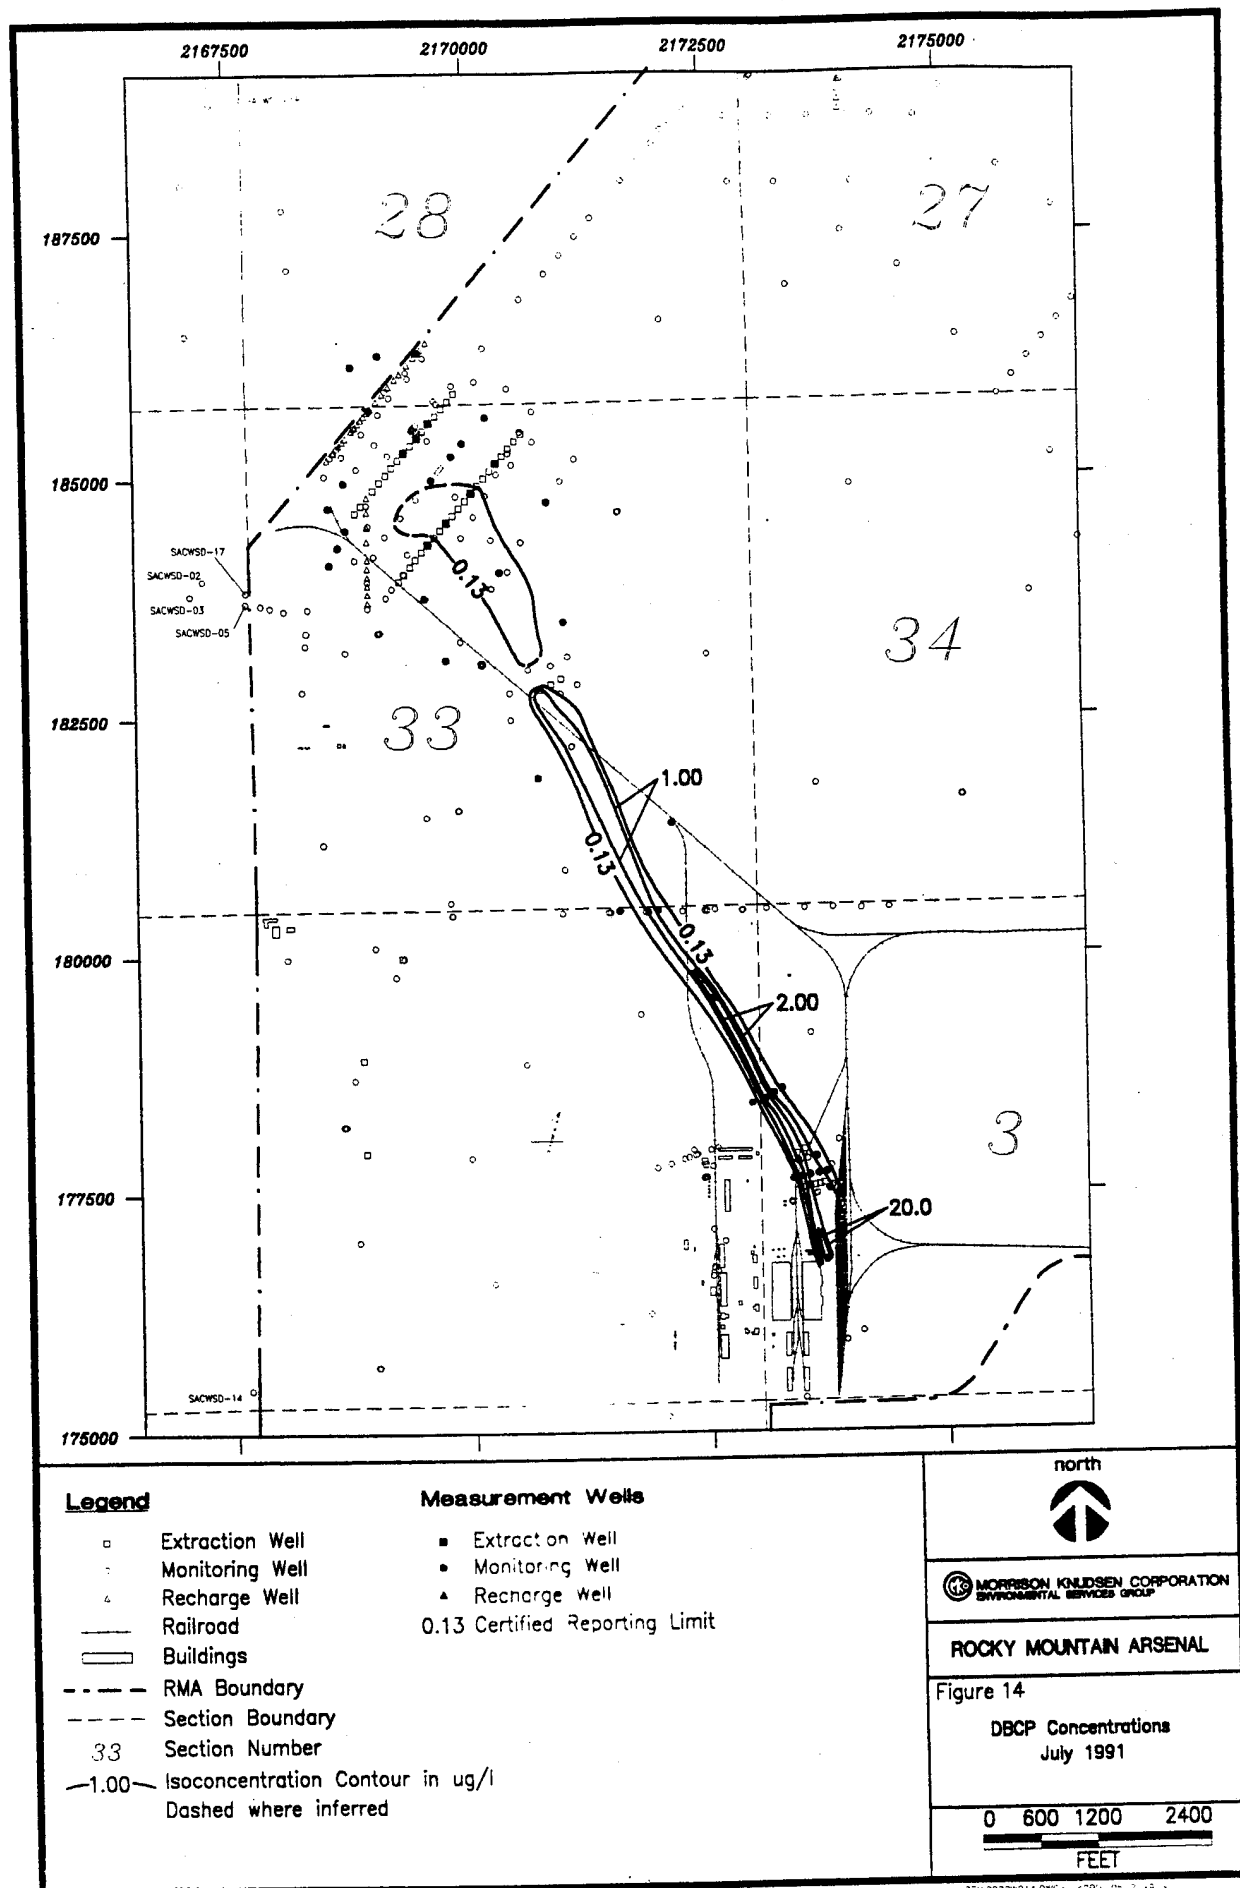 2167500 2170000 2172500 2175000
28
27
187500
185000
SACWSD-17
SACWSD-02
SACWSD-03
SACWSD-05
0.13
34
182500
33
1.00
0.13
0.13
180000
2.00
4
3
177500
20.0
SACWSD-14
175000
Legend
Extraction Well
Monitoring Well
Recharge Well
Railroad
Buildings
RMA Boundary
Section Boundary
33 Section Number
1.00 Isoconcentration Contour in ug/l
Dashed where inferred
Measurement Wells
Extraction Well
Monitoring Well
Recharge Well
0.13 Certified Reporting Limit
north
MORRISON KNUDSEN CORPORATION
ENVIRONMENTAL SERVICES GROUP
ROCKY MOUNTAIN ARSENAL
Figure 14
DBCP Concentrations
July 1991
0 600 1200 2400
FEET